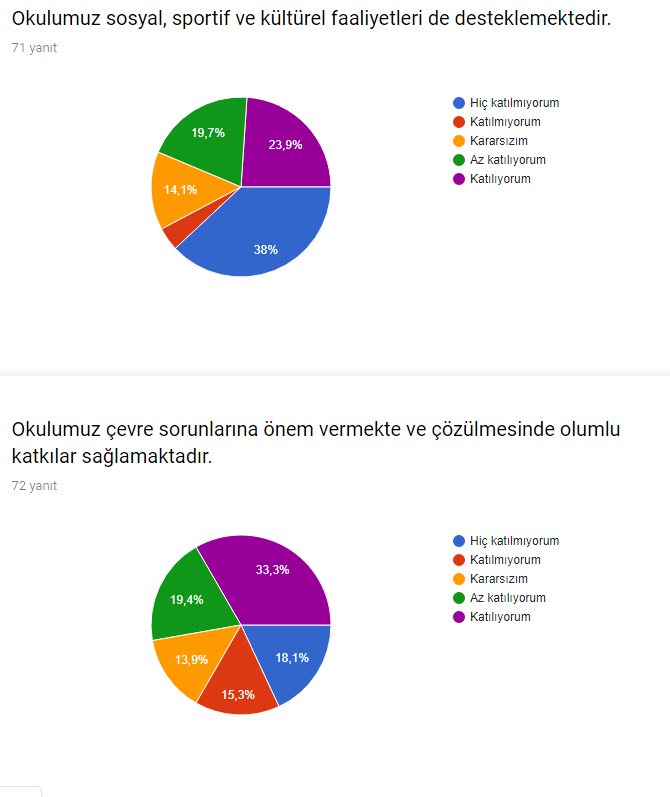 Okulumuz sosyal, sportif ve kültürel faaliyetleri de desteklemektedir.
71 yanıt
19,7%
23,9%
14,1%
38%
Hiç katılmıyorum
Katılmıyorum
Kararsızım
Az katılıyorum
Katılıyorum
Okulumuz çevre sorunlarına önem vermekte ve çözülmesinde olumlu
katkılar sağlamaktadır.
72 yanıt
33,3%
19,4%
13,9%
15,3%
18,1%
Hiç katılmıyorum
Katılmıyorum
Kararsızım
Az katılıyorum
Katılıyorum